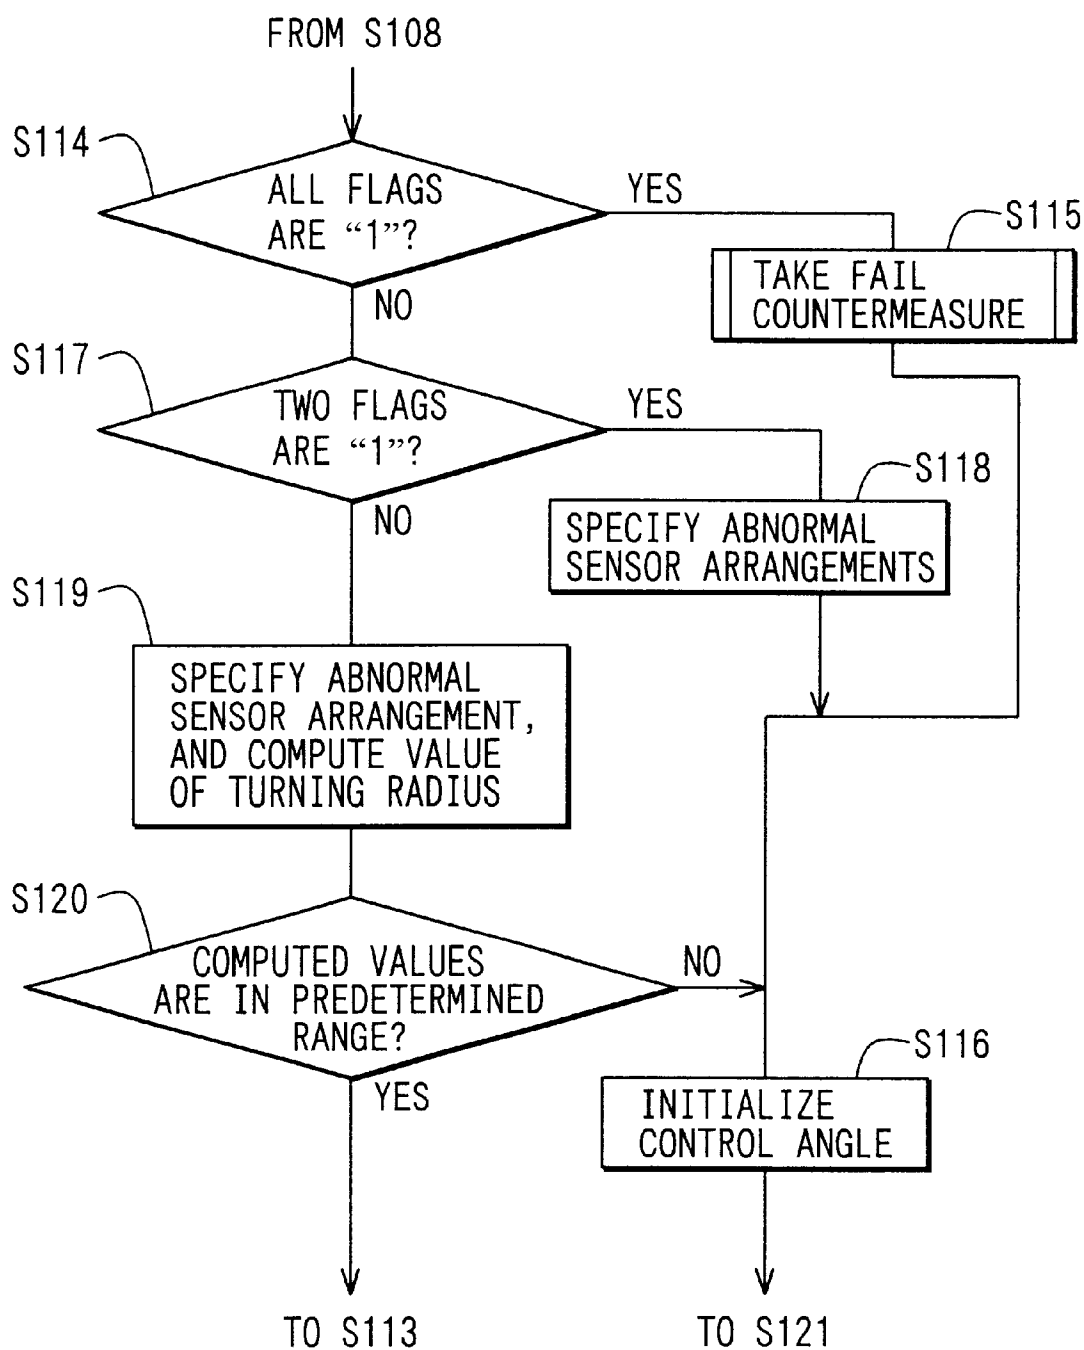 FROM S108
S114
ALL FLAGS
ARE “1”?
YES
S115
TAKE FAIL
COUNTERMEASURE
NO
S117
TWO FLAGS
ARE “1”?
YES
S118
SPECIFY ABNORMAL
SENSOR ARRANGEMENTS
NO
S119
SPECIFY ABNORMAL
SENSOR ARRANGEMENT,
AND COMPUTE VALUE
OF TURNING RADIUS
S120
COMPUTED VALUES
ARE IN PREDETERMINED
RANGE?
NO
YES
S116
INITIALIZE
CONTROL ANGLE
TO S113
TO S121